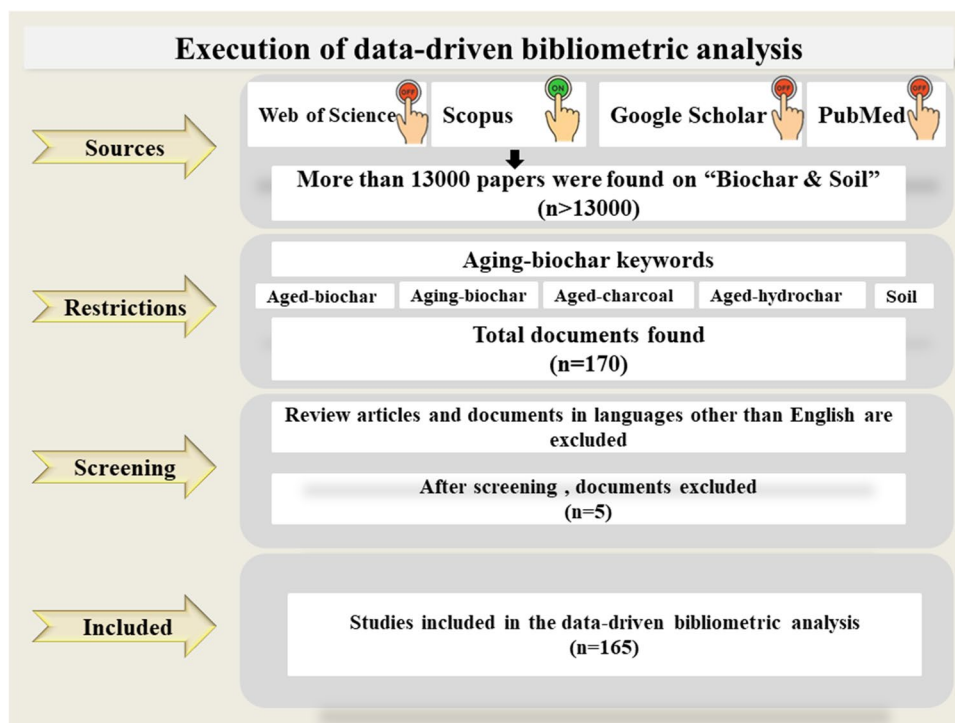 Execution of data-driven bibliometric analysis
Sources
Web of Science
OFF
Scopus
ON
Google Scholar
OFF
PubMed
OFF
More than 13000 papers were found on “Biochar & Soil”
(n>13000)
Restrictions
Aging-biochar keywords
Aged-biochar
Aging-biochar
Aged-charcoal
Aged-hydrochar
Soil
Total documents found
(n=170)
Screening
Review articles and documents in languages other than English are
excluded
After screening , documents excluded
(n=5)
Included
Studies included in the data-driven bibliometric analysis
(n=165)